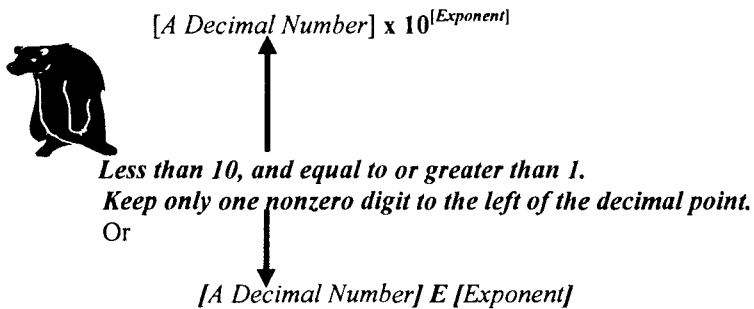 [A Decimal Number] x 10^[Exponent]
Less than 10, and equal to or greater than 1.
Keep only one nonzero digit to the left of the decimal point.
Or
[A Decimal Number] E [Exponent]